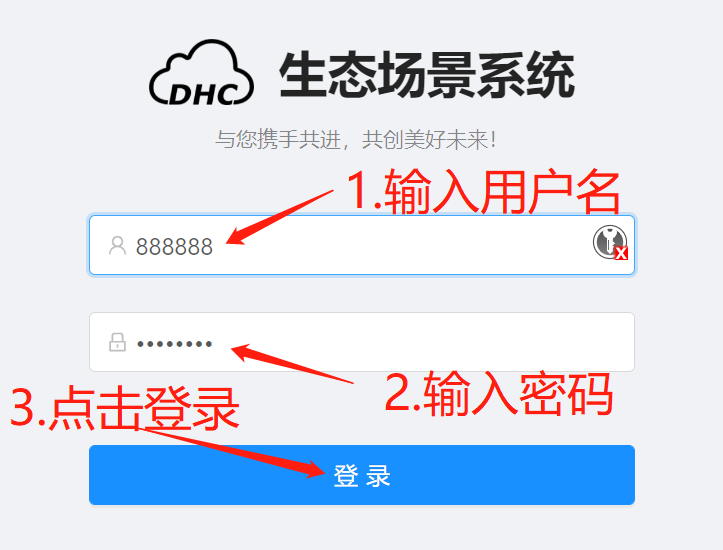 DHC 生态场景系统
与您携手共进，共创美好未来！
1.输入用户名
888888
X
••••••••
2.输入密码
3.点击登录
登 录